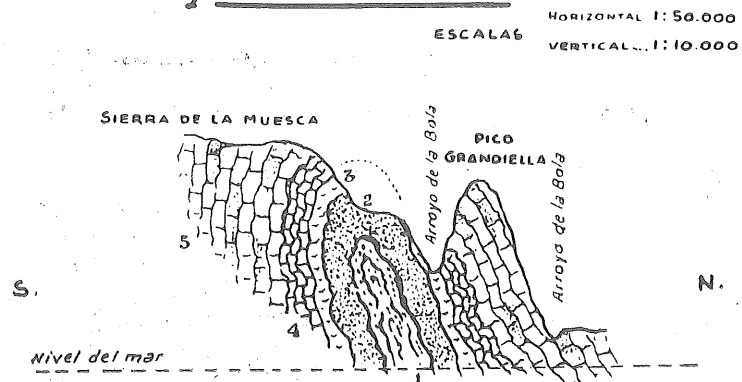 ESCALAS
HORIZONTAL 1:50.000
VERTICAL... 1:10.000
SIERRA DE LA MUESCA
Arroyo de la Bola
PICO
GRANDIELLA
Arroyo de la Bola
3
2
5
S.
N.
4
Nivel del mar
1